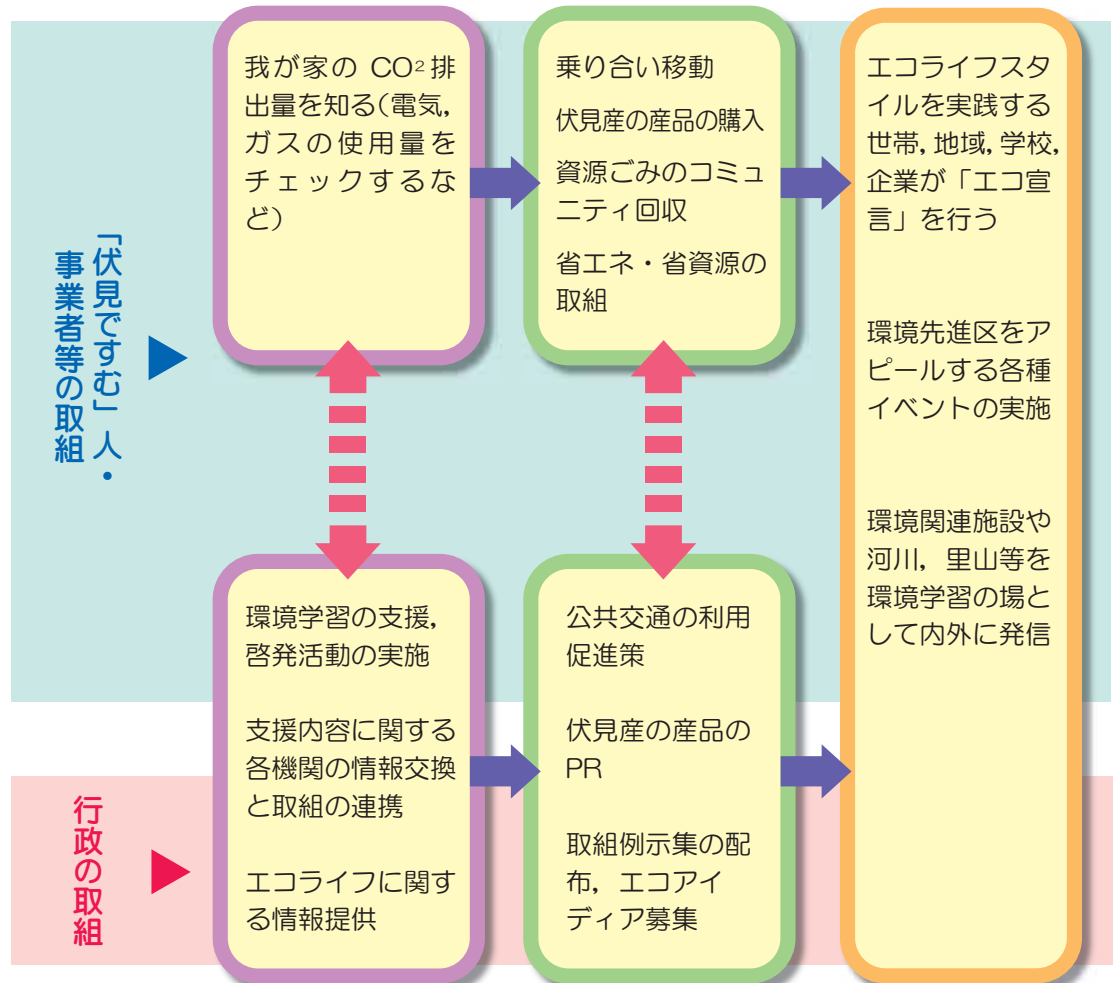 「伏見ですむ」人・
事業者等の取組
我が家の CO2排
出量を知る(電気,
ガスの使用量を
チェックするな
ど)
乗り合い移動
伏見産の産品の購入
資源ごみのコミュ
ニティ回収
省エネ・省資源の
取組
エコライフスタ
イルを実践する
世帯,地域,学校,
企業が「エコ宣
言」を行う
環境先進区をア
ピールする各種
イベントの実施
環境関連施設や
河川，里山等を
環境学習の場と
して内外に発信
行政の取組
環境学習の支援,
啓発活動の実施
支援内容に関する
各機関の情報交換
と取組の連携
エコライフに関す
る情報提供
公共交通の利用
促進策
伏見産の産品の
PR
取組例示集の配
布，エコアイ
ディア募集